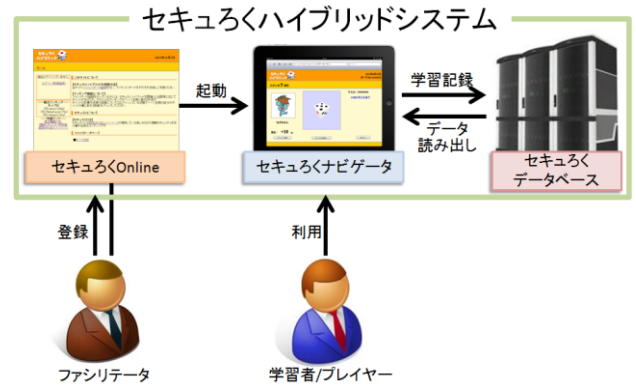 セキュろくハイブリッドシステム
起動
学習記録
データ
読み出し
セキュろくOnline
セキュろくナビゲータ
セキュろく
データベース
登録
利用
ファシリテータ
学習者/プレイヤー